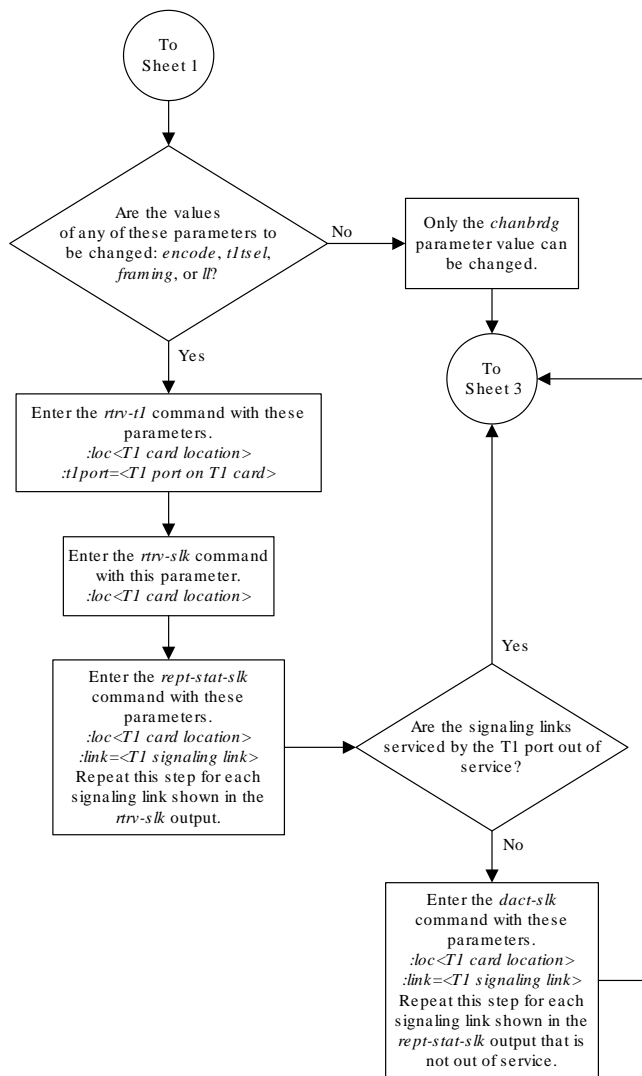 To
Sheet 1
Are the values
of any of these parameters to
be changed: encode, t1tsel,
framing, or ll?
No
Only the chanbrdg
parameter value can
be changed.
Yes
To
Sheet 3
Enter the rtrv-t1 command with these
parameters.
:loc<T1 card location>
:t1port=<T1 port on T1 card>
Enter the rtrv-slk command
with this parameter.
:loc<T1 card location>
Enter the rept-stat-slk
command with these
parameters.
:loc<T1 card location>
:link=<T1 signaling link>
Repeat this step for each
signaling link shown in the
rtrv-slk output.
Yes
Are the signaling links
serviced by the T1 port out of
service?
No
Enter the dact-slk
command with these
parameters.
:loc<T1 card location>
:link=<T1 signaling link>
Repeat this step for each
signaling link shown in the
rept-stat-slk output that is
not out of service.